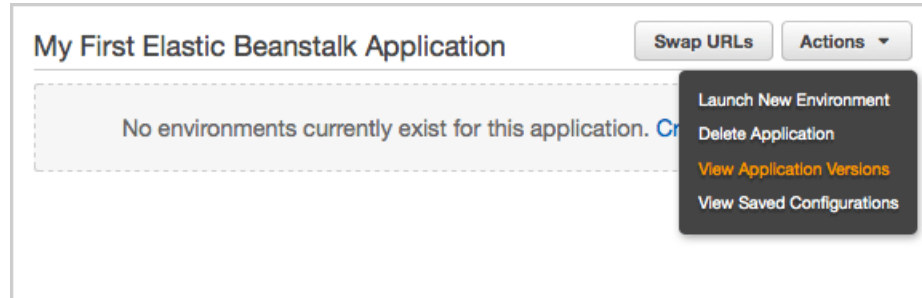 My First Elastic Beanstalk Application
Swap URLs
Actions
No environments currently exist for this application.
Launch New Environment
Delete Application
View Application Versions
View Saved Configurations